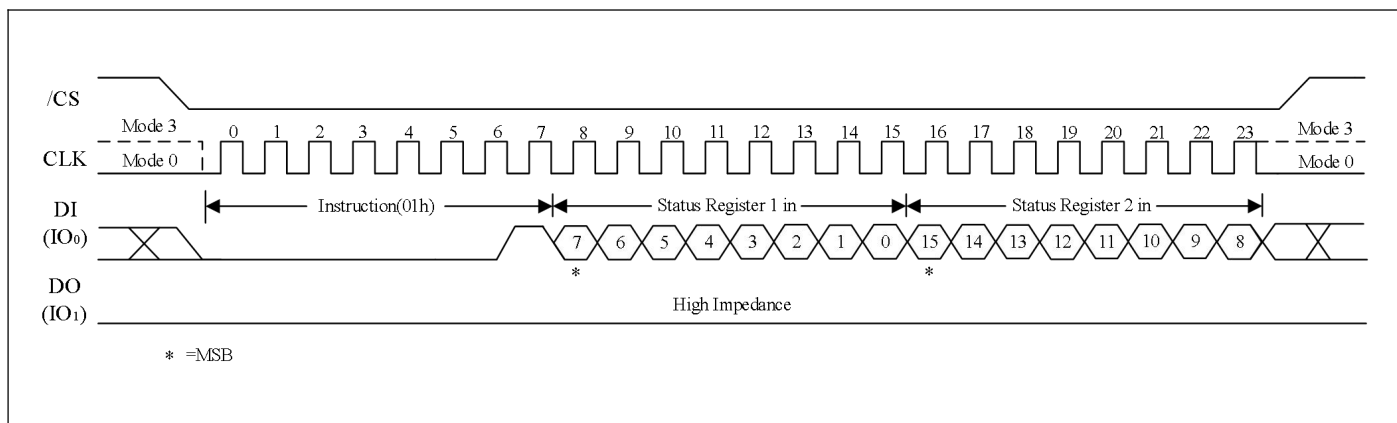 /CS
Mode 3
0 1 2 3 4 5 6 7 8 9 10 11 12 13 14 15 16 17 18 19 20 21 22 23
Mode 3
CLK
Mode 0
Mode 0
DI
(IO₀)
Instruction(01h)
Status Register 1 in
Status Register 2 in
7 6 5 4 3 2 1 0 15 14 13 12 11 10 9 8
* *
DO
(IO₁)
High Impedance
* =MSB